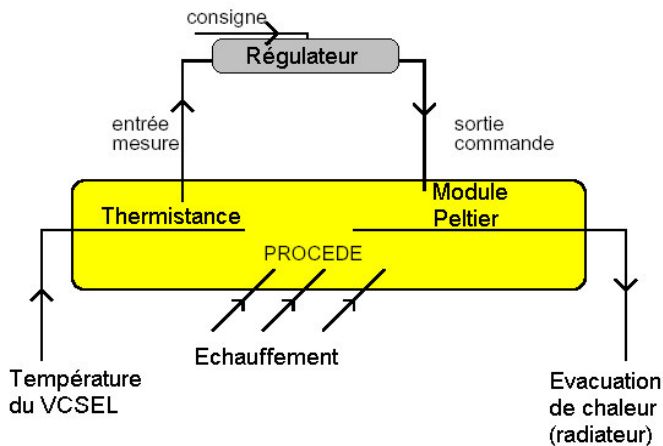 consigne
Régulateur
entrée
mesure
sortie
commande
Thermistance
Module
Peltier
PROCEDE
Echauffement
Température
du VCSEL
Evacuation
de chaleur
(radiateur)